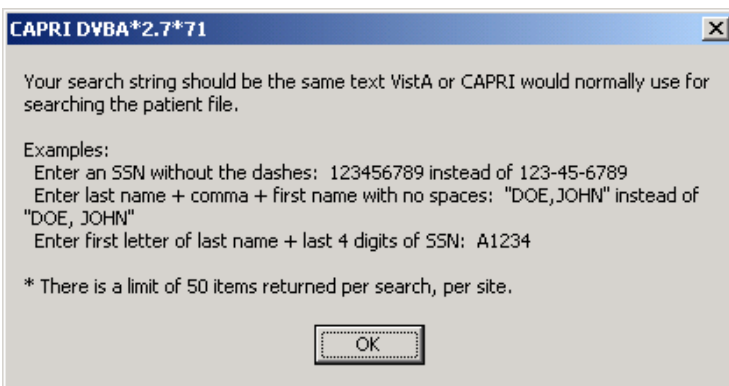 CAPRI DVBA*2.7*71
Your search string should be the same text VistA or CAPRI would normally use for
searching the patient file.
Examples:
Enter an SSN without the dashes: 123456789 instead of 123-45-6789
Enter last name + comma + first name with no spaces: "DOE,JOHN" instead of
"DOE, JOHN"
Enter first letter of last name + last 4 digits of SSN: A1234
* There is a limit of 50 items returned per search, per site.
OK